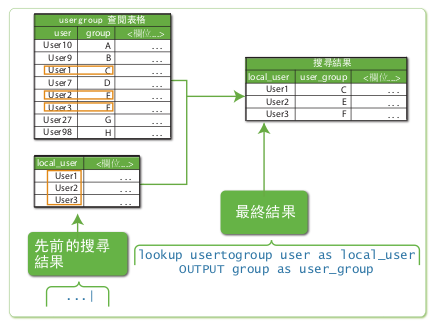 usergroup 查閱表格
user group <欄位...>
User10 A ...
User9 B ...
User1 C ...
User7 D ...
User2 E ...
User3 F ...
User27 G ...
User98 H ...
搜尋結果
local_user user_group <欄位...>
User1 C ...
User2 E ...
User3 F ...
local_user <欄位...>
User1 ...
User2 ...
User3 ...
先前的搜尋
結果
...|
最終結果
lookup usertogroup user as local_user
OUTPUT group as user_group